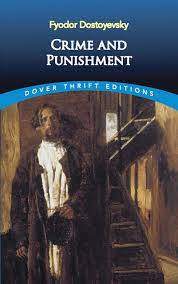 Fyodor Dostoyevsky
CRIME AND
PUNISHMENT
DOVER THRIFT EDITIONS